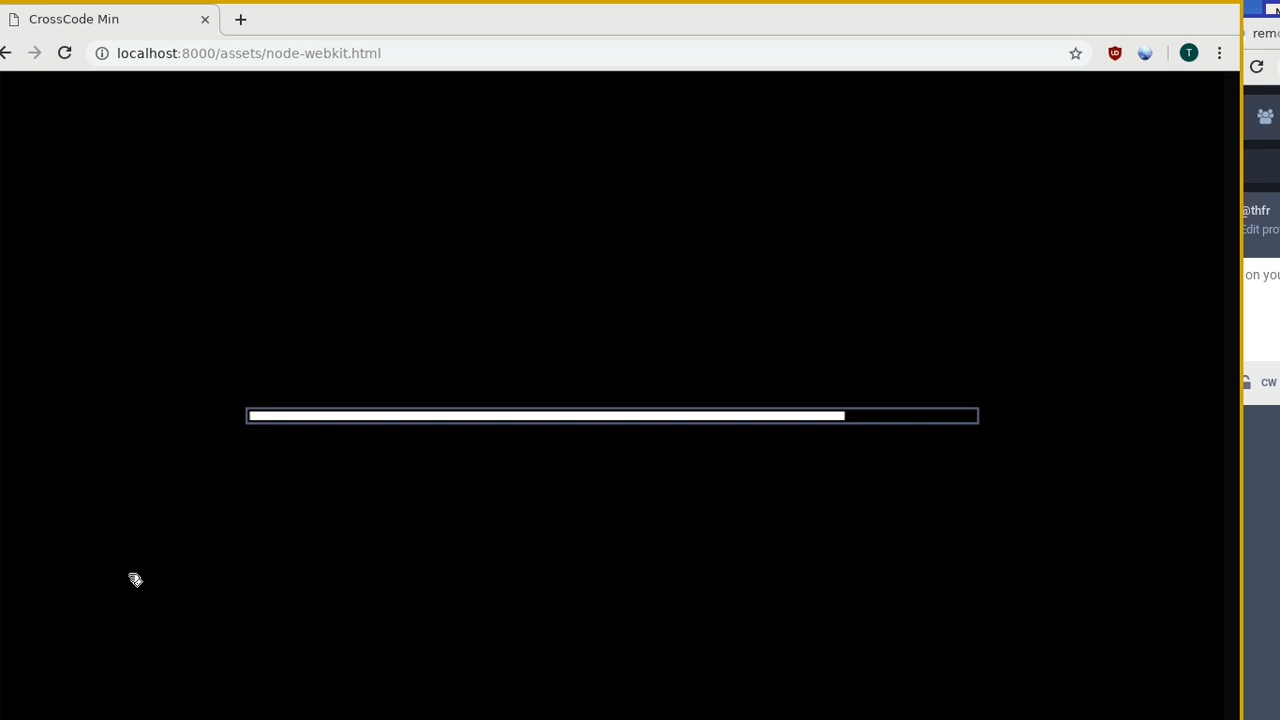 CrossCode Min
localhost:8000/assets/node-webkit.html
T
@thfr
Edit pro
on you
CW